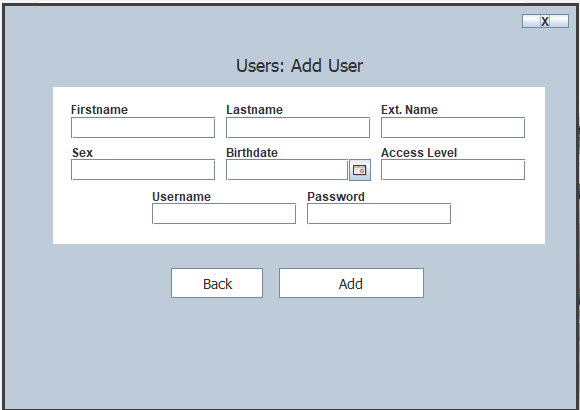 X
Users: Add User
Firstname Lastname Ext. Name
Sex Birthdate Access Level
Username Password
Back Add